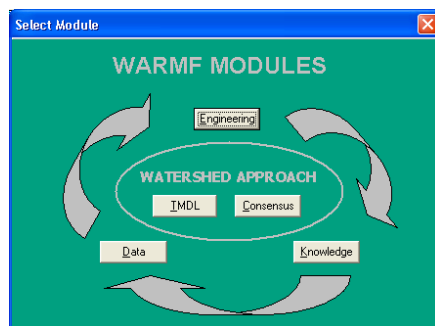 Select Module
WARMF MODULES
Engineering
WATERSHED APPROACH
TMDL Consensus
Data Knowledge